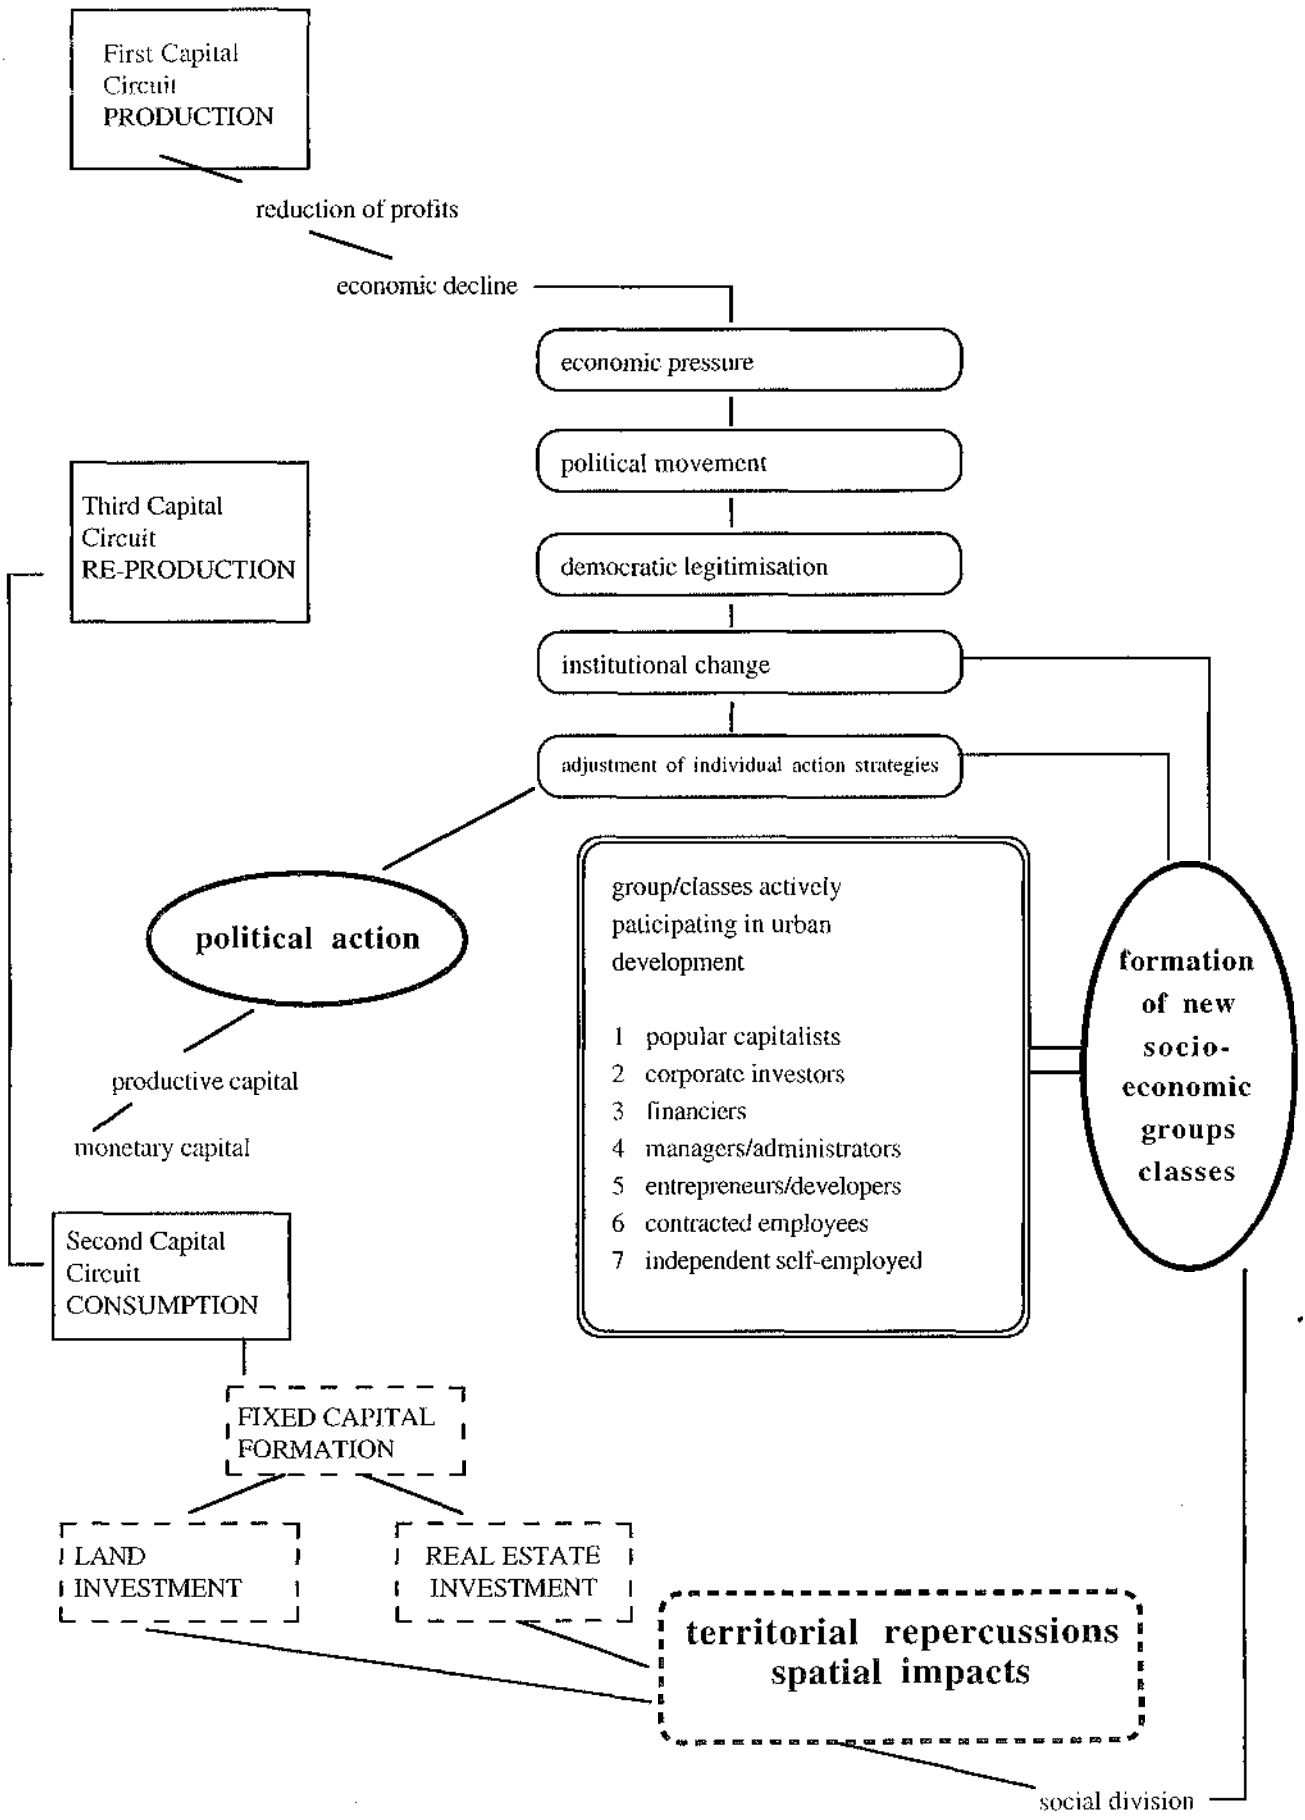 First Capital
Circuit
PRODUCTION
reduction of profits
economic decline
economic pressure
political movement
Third Capital
Circuit
RE-PRODUCTION
democratic legitimisation
institutional change
adjustment of individual action strategies
political action
group/classes actively
paticipating in urban
development
1 popular capitalists
2 corporate investors
3 financiers
4 managers/administrators
5 entrepreneurs/developers
6 contracted employees
7 independent self-employed
formation
of new
socio-
economic
groups
classes
productive capital
monetary capital
Second Capital
Circuit
CONSUMPTION
FIXED CAPITAL
FORMATION
LAND
INVESTMENT
REAL ESTATE
INVESTMENT
territorial repercussions
spatial impacts
social division